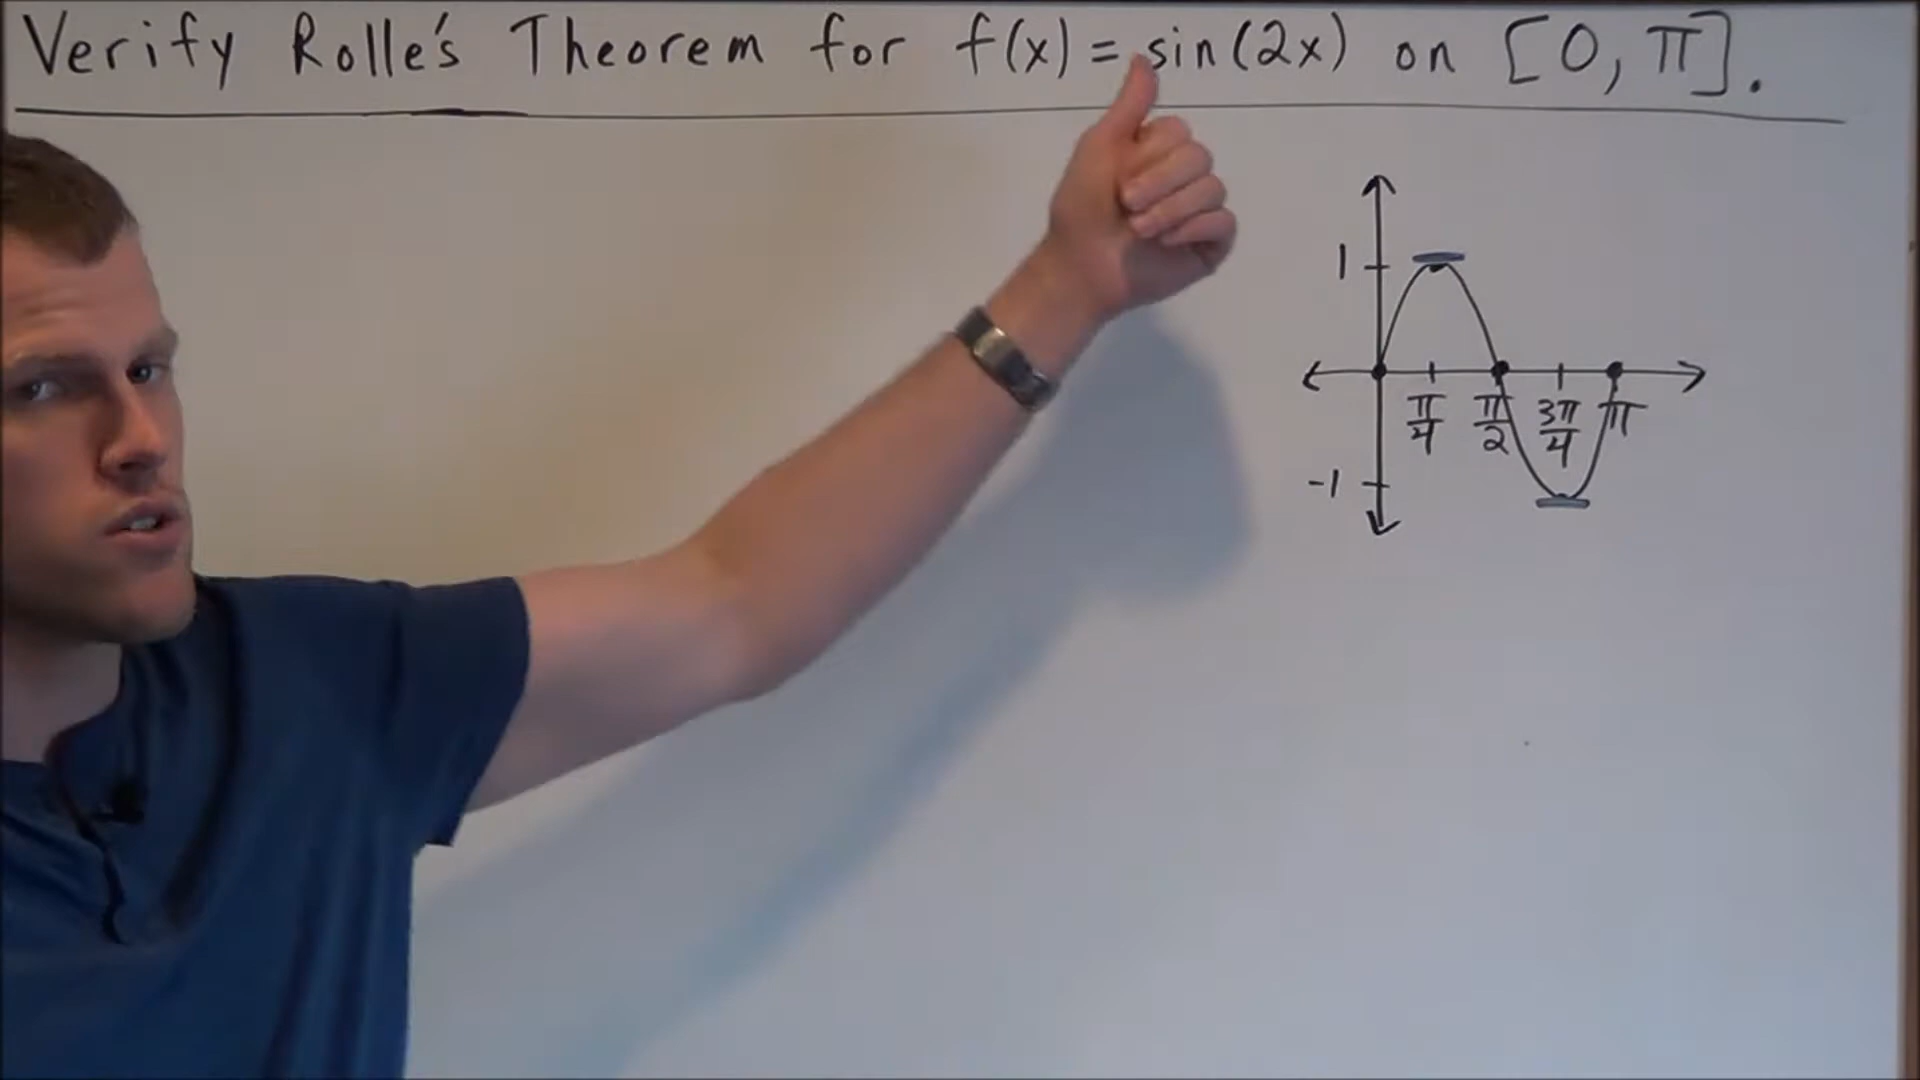 Verify Rolle's Theorem for f(x) = sin(2x) on [0, π].
1
π/4 π/2 3π/4 π
-1